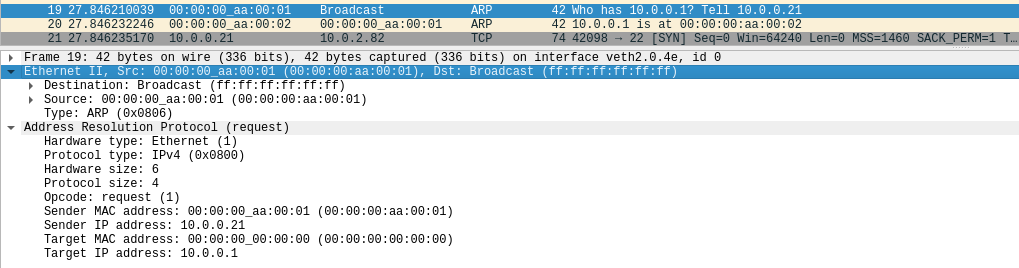 19 27.846210039 00:00:00_aa:00:01 Broadcast ARP 42 Who has 10.0.0.1? Tell 10.0.0.21
20 27.846232246 00:00:00_aa:00:02 00:00:00_aa:00:01 ARP 42 10.0.0.1 is at 00:00:00:aa:00:02
21 27.846235170 10.0.0.21 10.0.2.82 TCP 74 42098 → 22 [SYN] Seq=0 Win=64240 Len=0 MSS=1460 SACK_PERM=1 T…
Frame 19: 42 bytes on wire (336 bits), 42 bytes captured (336 bits) on interface veth2.0.4e, id 0
Ethernet II, Src: 00:00:00_aa:00:01 (00:00:00:aa:00:01), Dst: Broadcast (ff:ff:ff:ff:ff:ff)
Destination: Broadcast (ff:ff:ff:ff:ff:ff)
Source: 00:00:00_aa:00:01 (00:00:00:aa:00:01)
Type: ARP (0x0806)
Address Resolution Protocol (request)
Hardware type: Ethernet (1)
Protocol type: IPv4 (0x0800)
Hardware size: 6
Protocol size: 4
Opcode: request (1)
Sender MAC address: 00:00:00_aa:00:01 (00:00:00:aa:00:01)
Sender IP address: 10.0.0.21
Target MAC address: 00:00:00_00:00:00 (00:00:00:00:00:00)
Target IP address: 10.0.0.1